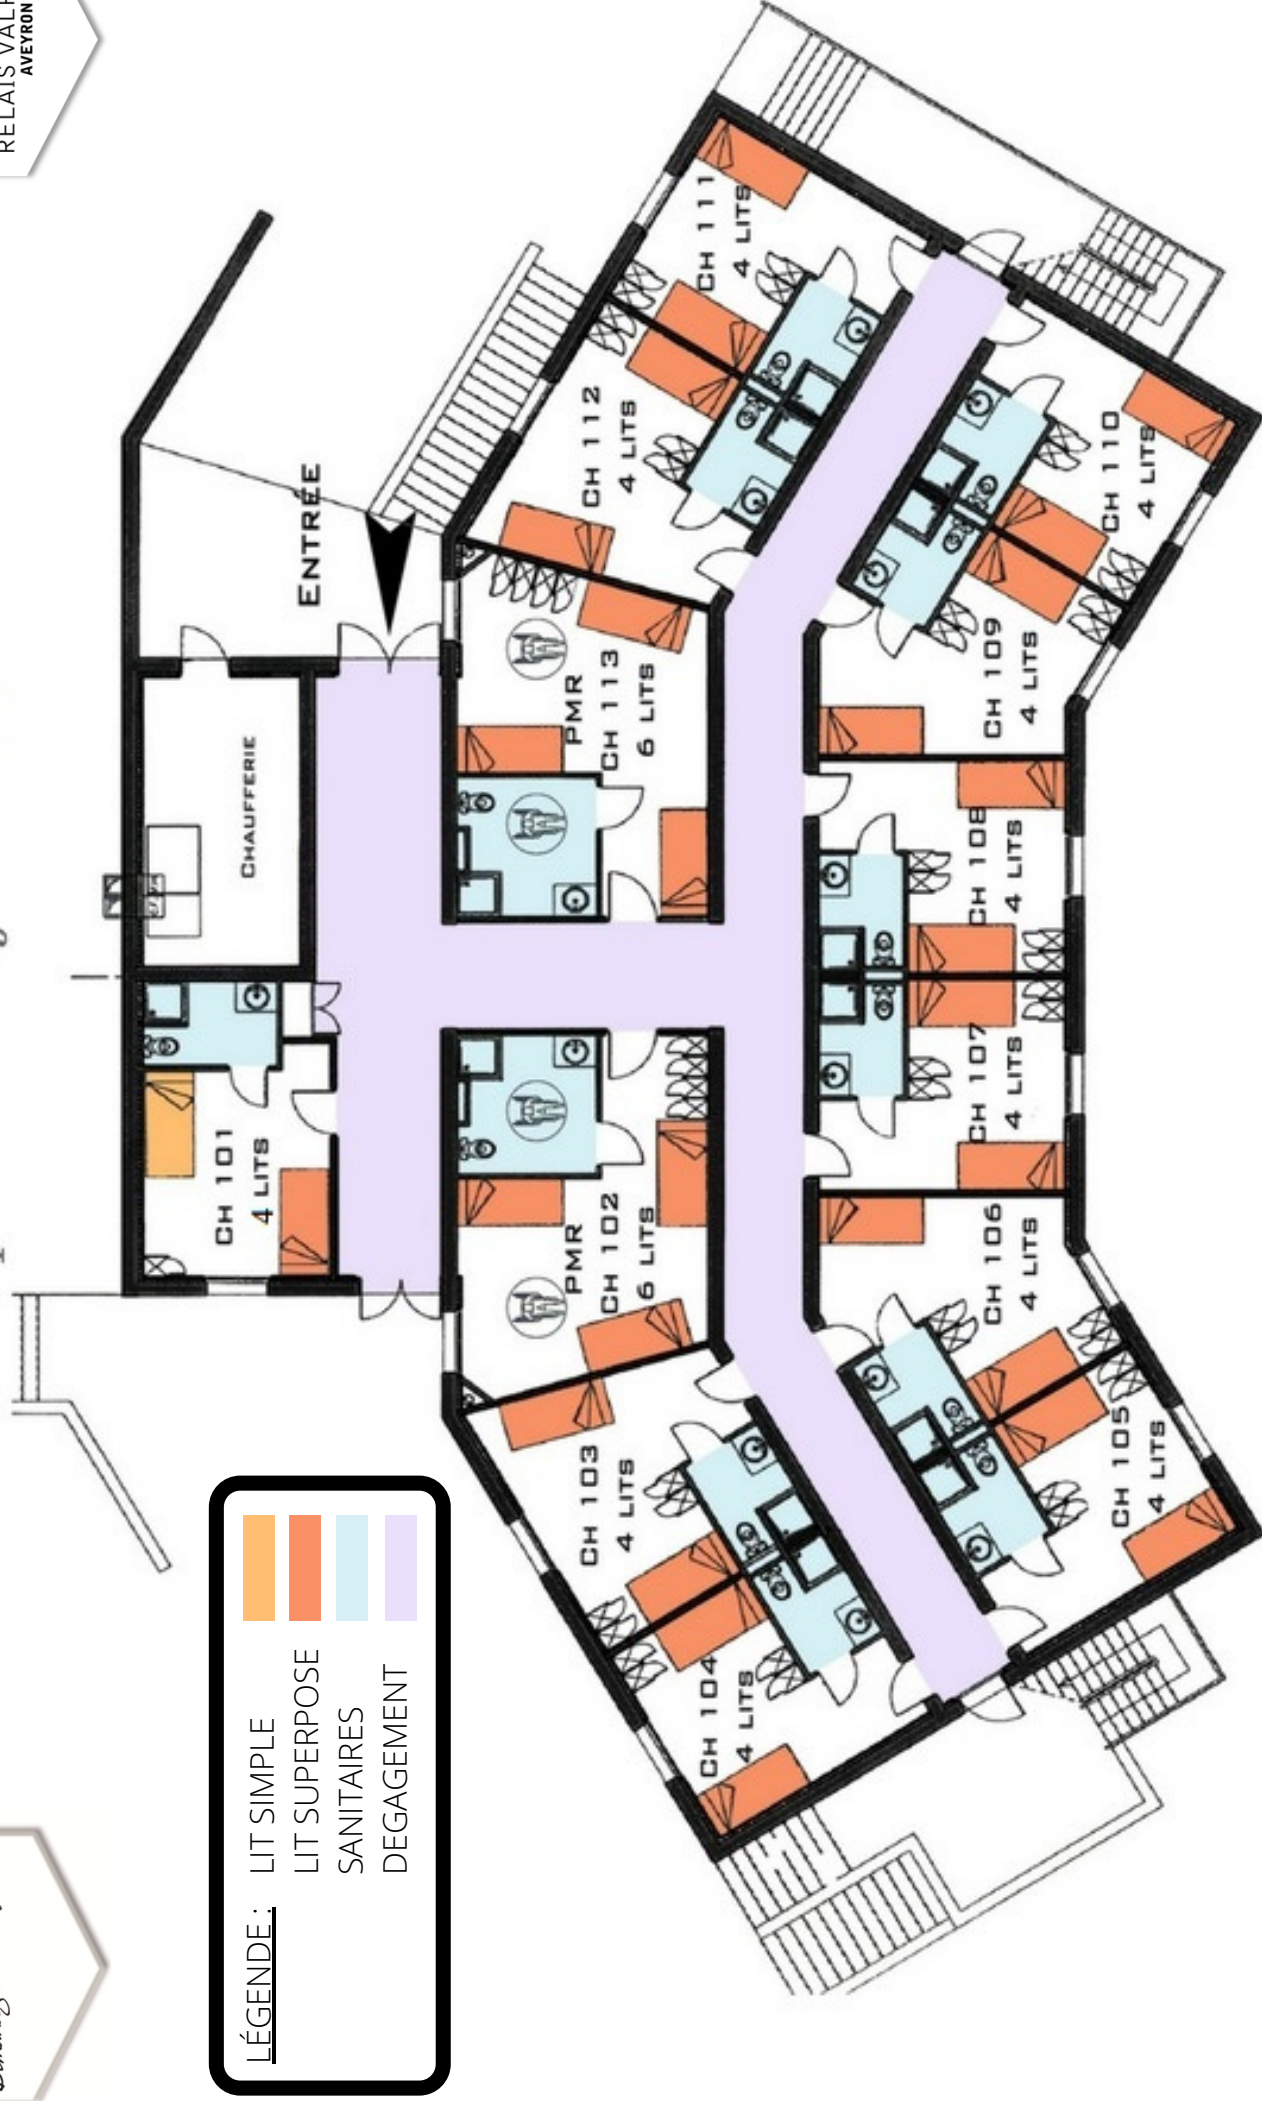 RELAIS VAL
AVEYRON
ENTRÉE
CHAUFFERIE
CH 101
4 LITS
PMR
CH 102
6 LITS
CH 103
4 LITS
CH 104
4 LITS
CH 105
4 LITS
CH 106
4 LITS
CH 107
4 LITS
CH 108
4 LITS
CH 109
4 LITS
CH 110
4 LITS
CH 111
4 LITS
CH 112
4 LITS
PMR
CH 113
6 LITS
LÉGENDE :
LIT SIMPLE
LIT SUPERPOSE
SANITAIRES
DEGAGEMENT